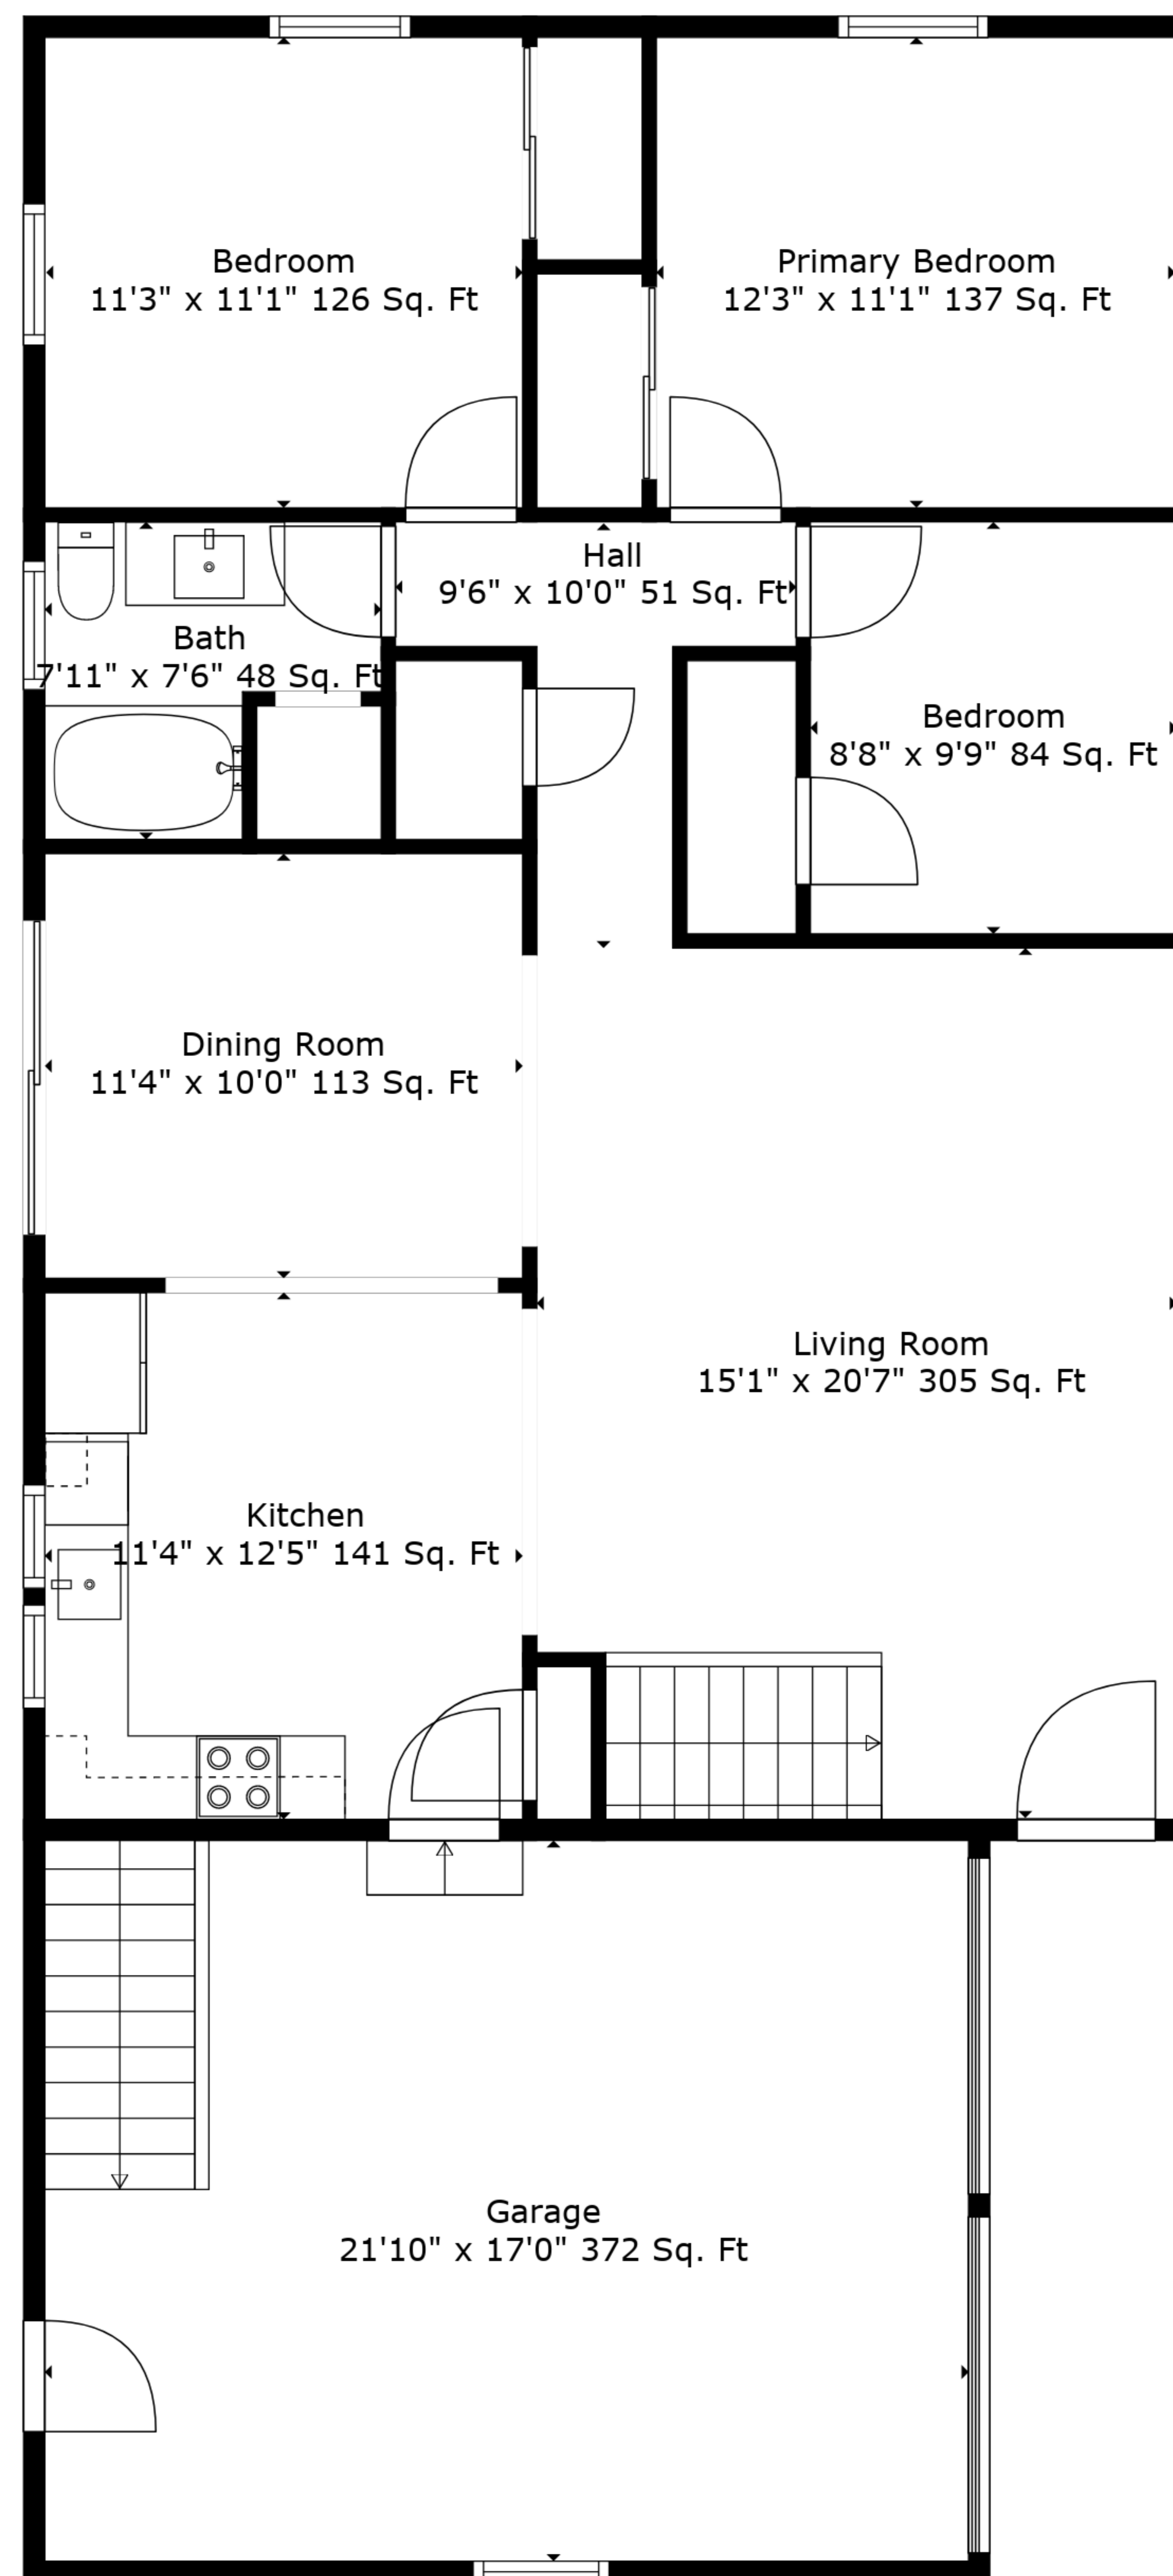 Bedroom
11'3" x 11'1" 126 Sq. Ft
Primary Bedroom
12'3" x 11'1" 137 Sq. Ft
Hall
9'6" x 10'0" 51 Sq. Ft
Bath
7'11" x 7'6" 48 Sq. Ft
Bedroom
8'8" x 9'9" 84 Sq. Ft
Dining Room
11'4" x 10'0" 113 Sq. Ft
Living Room
15'1" x 20'7" 305 Sq. Ft
Kitchen
11'4" x 12'5" 141 Sq. Ft
Garage
21'10" x 17'0" 372 Sq. Ft